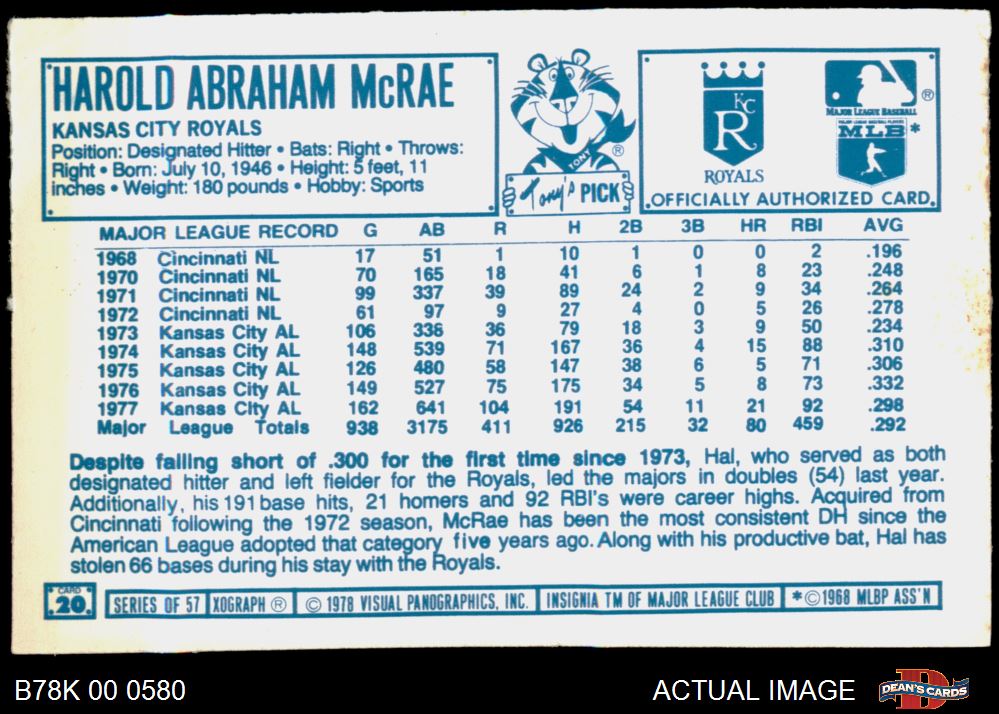 HAROLD ABRAHAM McRAE
KANSAS CITY ROYALS
Position: Designated Hitter • Bats: Right • Throws:
Right • Born: July 10, 1946 • Height: 5 feet, 11
inches • Weight: 180 pounds • Hobby: Sports
TONY
®
Tony's PICK
KC
R
ROYALS
®
MAJOR LEAGUE BASEBALL
MAJOR LEAGUE BASEBALL PLAYERS
MLB *
OFFICIALLY AUTHORIZED CARD.
MAJOR LEAGUE RECORD G AB R H 2B 3B HR RBI AVG
1968 Cincinnati NL 17 51 1 10 1 0 0 2 .196
1970 Cincinnati NL 70 165 18 41 6 1 8 23 .248
1971 Cincinnati NL 99 337 39 89 24 2 9 34 .264
1972 Cincinnati NL 61 97 9 27 4 0 5 26 .278
1973 Kansas City AL 106 338 36 79 18 3 9 50 .234
1974 Kansas City AL 148 539 71 167 36 4 15 88 .310
1975 Kansas City AL 126 480 58 147 38 6 5 71 .306
1976 Kansas City AL 149 527 75 175 34 5 8 73 .332
1977 Kansas City AL 162 641 104 191 54 11 21 92 .298
Major League Totals 938 3175 411 926 215 32 80 459 .292
Despite falling short of .300 for the first time since 1973, Hal, who served as both
designated hitter and left fielder for the Royals, led the majors in doubles (54) last year.
Additionally, his 191 base hits, 21 homers and 92 RBI's were career highs. Acquired from
Cincinnati following the 1972 season, McRae has been the most consistent DH since the
American League adopted that category five years ago. Along with his productive bat, Hal has
stolen 66 bases during his stay with the Royals.
CARD
20 SERIES OF 57 XOGRAPH ® © 1978 VISUAL PANOGRAPHICS, INC. INSIGNIA TM OF MAJOR LEAGUE CLUB *©1968 MLBP ASS'N
B78K 00 0580 ACTUAL IMAGE D DEAN'S CARDS